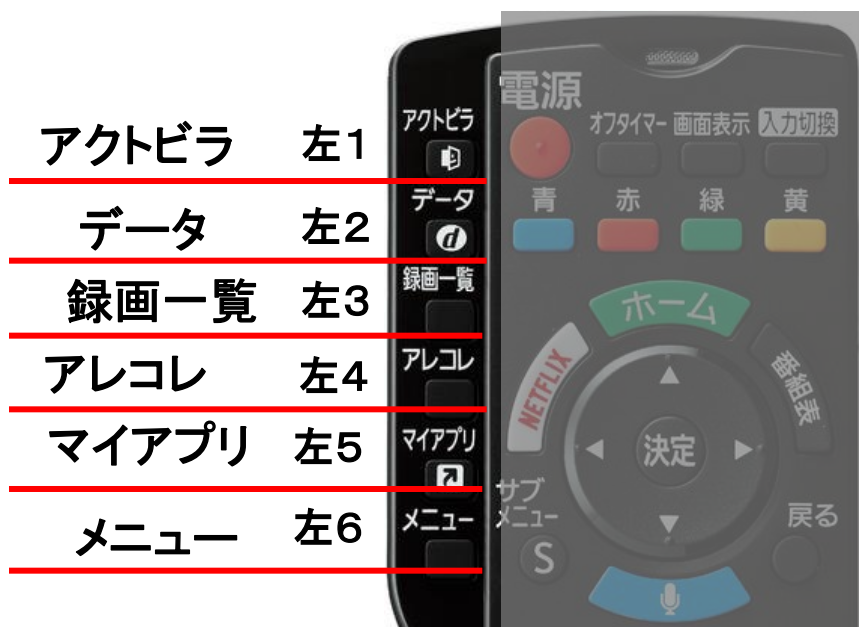 アクトビラ 左1
データ 左2
録画一覧 左3
アレコレ 左4
マイアプリ 左5
メニュー 左6
アクトビラ
データ
d
録画一覧
アレコレ
マイアプリ
メニュー
電源
オフタイマー 画面表示 入力切換
青 赤 緑 黄
ホーム
NETFLIX
番組表
決定
サブ
メニュー
S
戻る